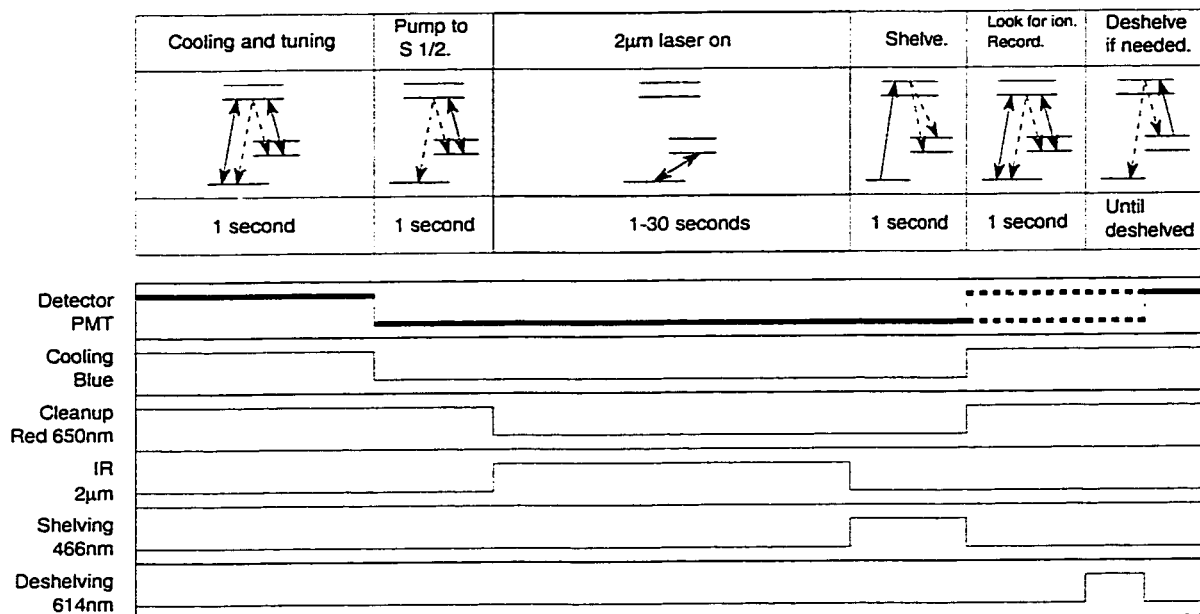 Cooling and tuning
Pump to
S 1/2.
2μm laser on
Shelve.
Look for ion.
Record.
Deshelve
if needed.
1 second
1 second
1-30 seconds
1 second
1 second
Until
deshelved
Detector
PMT
Cooling
Blue
Cleanup
Red 650nm
IR
2μm
Shelving
466nm
Deshelving
614nm